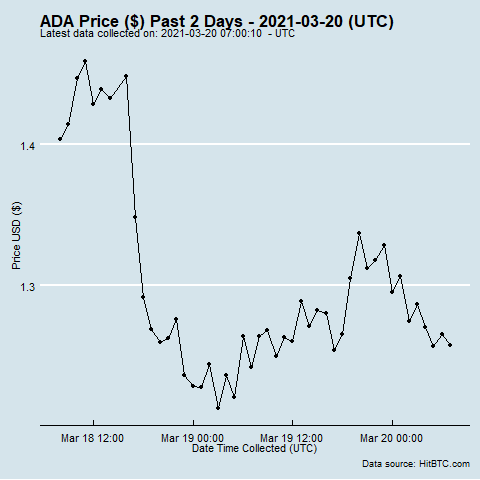 ADA Price ($) Past 2 Days - 2021-03-20 (UTC)
Latest data collected on: 2021-03-20 07:00:10 - UTC
1.4
Price USD ($)
1.3
Mar 18 12:00 Mar 19 00:00 Mar 19 12:00 Mar 20 00:00
Date Time Collected (UTC)
Data source: HitBTC.com